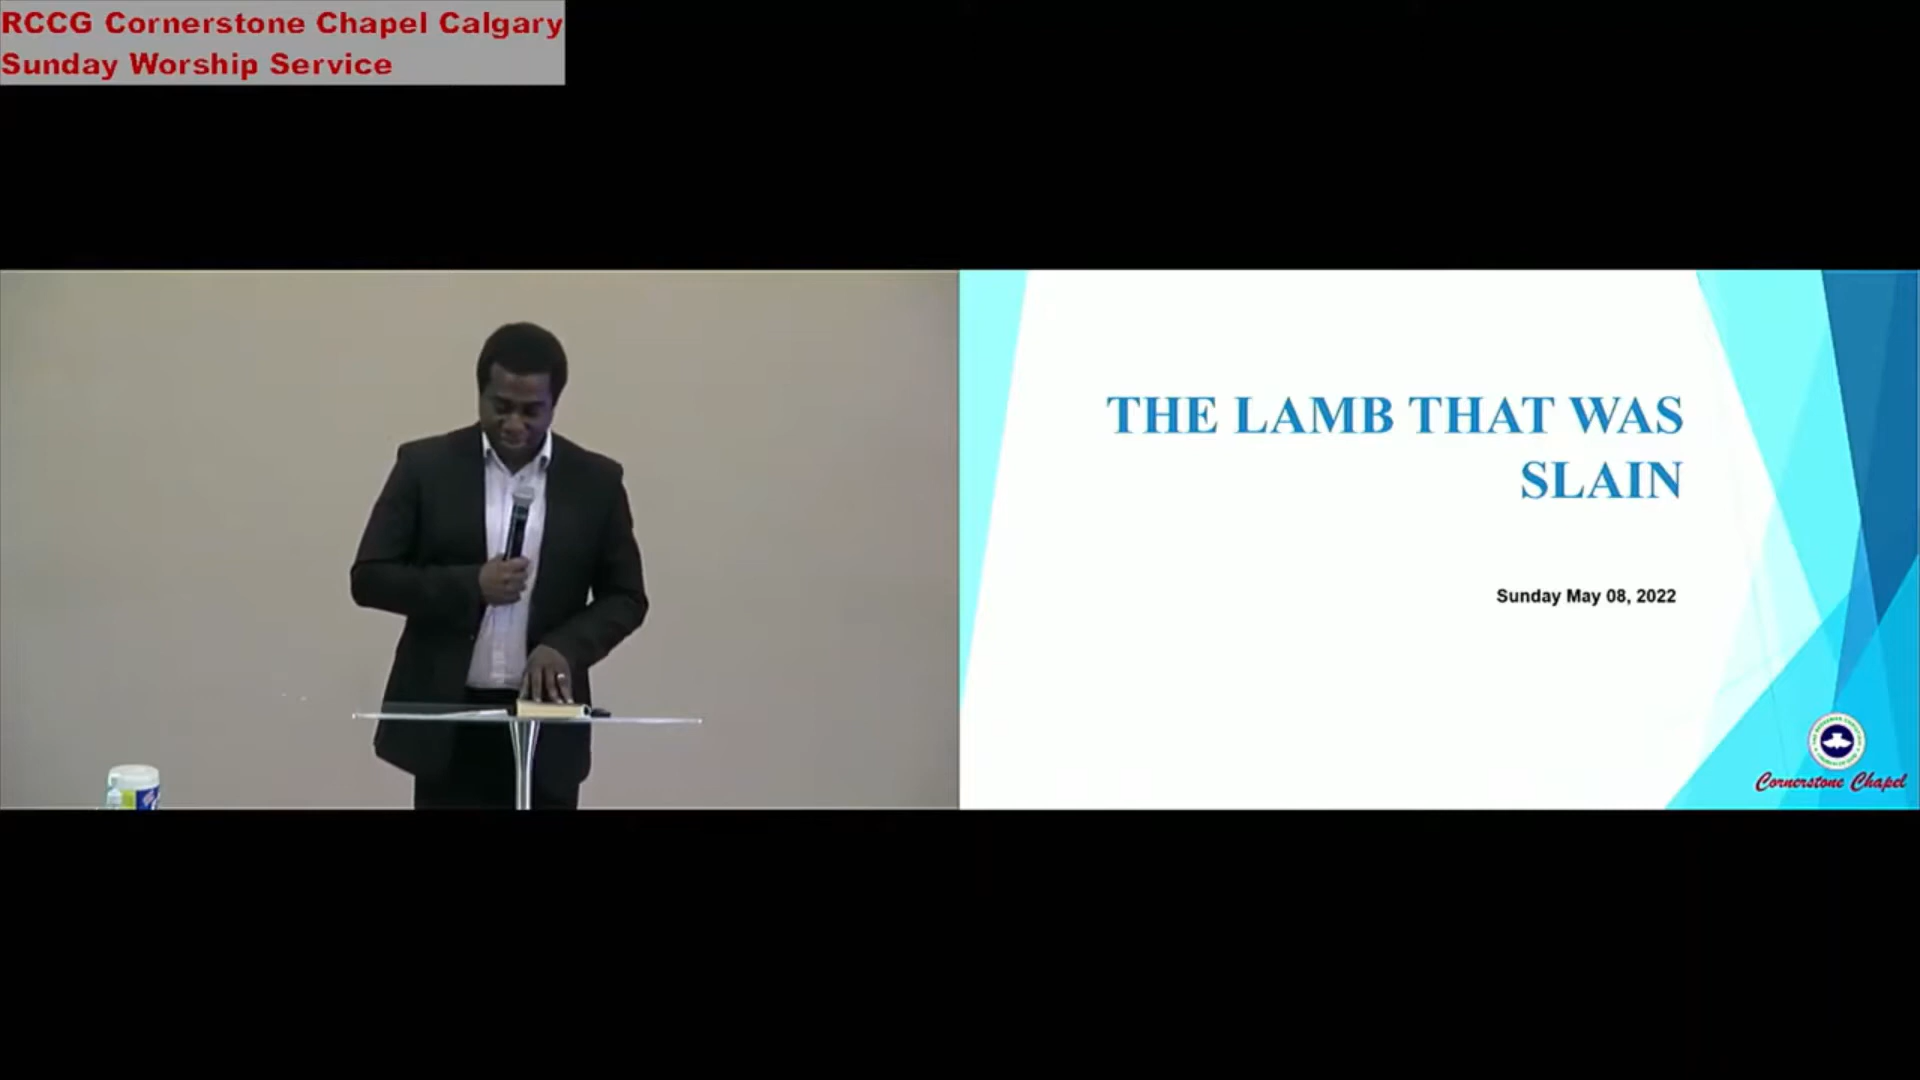 RCCG Cornerstone Chapel Calgary
Sunday Worship Service
THE LAMB THAT WAS
SLAIN
Sunday May 08, 2022
Cornerstone Chapel